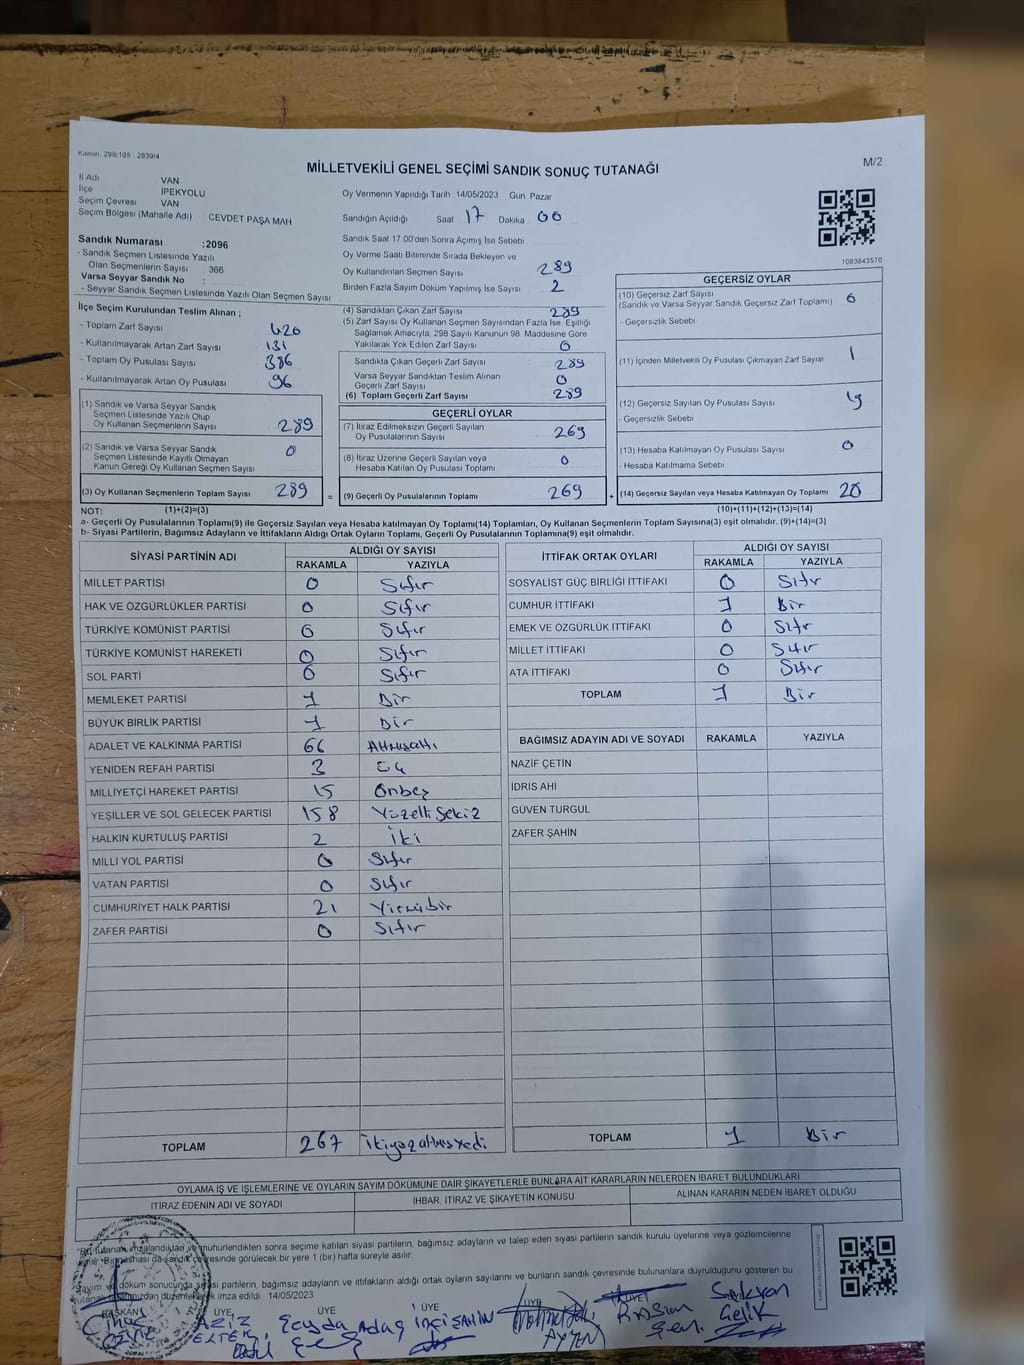 Kanun: 298/105 : 2839/4
MİLLETVEKİLİ GENEL SEÇİMİ SANDIK SONUÇ TUTANAĞI
M/2
İl Adı VAN
İlçe İPEKYOLU
Seçim Çevresi VAN
Seçim Bölgesi (Mahalle Adı) : CEVDET PAŞA MAH
Oy Vermenin Yapıldığı Tarih 14/05/2023 Gün Pazar
Sandığın Açıldığı Saat 17 Dakika 00
Sandık Numarası :2096
- Sandık Seçmen Listesinde Yazılı
Olan Seçmenlerin Sayısı : 366
Varsa Seyyar Sandık No :
- Seyyar Sandık Seçmen Listesinde Yazılı Olan Seçmen Sayısı
Sandık Saat 17 00'den Sonra Açımış İse Sebebi
Oy Verme Saati Bitiminde Sırada Bekleyen ve
Oy Kullandırılan Seçmen Sayısı 289
Birden Fazla Sayım Döküm Yapılmış İse Sayısı 2
1083643570
İlçe Seçim Kurulundan Teslim Alınan ;
- Toplam Zarf Sayısı 420
- Kullanılmayarak Artan Zarf Sayısı 131
- Toplam Oy Pusulası Sayısı 386
- Kullanılmayarak Artan Oy Pusulası 96
(4) Sandıktan Çıkan Zarf Sayısı 289
(5) Zarf Sayısı Oy Kullanan Seçmen Sayısından Fazla İse, Eşitliği
Sağlamak Amacıyla, 298 Sayılı Kanunun 98. Maddesine Göre
Yakılarak Yok Edilen Zarf Sayısı 0
Sandıkta Çıkan Geçerli Zarf Sayısı 289
Varsa Seyyar Sandıktan Teslim Alınan
Geçerli Zarf Sayısı 0
(6) Toplam Geçerli Zarf Sayısı 289
GEÇERSİZ OYLAR
(10) Geçersiz Zarf Sayısı
(Sandık ve Varsa Seyyar Sandık Geçersiz Zarf Toplamı)
- Geçersizlik Sebebi
(11) İçinden Milletvekili Oy Pusulası Çıkmayan Zarf Sayısı 1
(12) Geçersiz Sayılan Oy Pusulası Sayısı 19
- Geçersizlik Sebebi
(13) Hesaba Katılmayan Oy Pusulası Sayısı 0
- Hesaba Katılmama Sebebi
(14) Geçersiz Sayılan veya Hesaba Katılmayan Oy Toplamı 20
(1) Sandık ve Varsa Seyyar Sandık
Seçmen Listesinde Yazılı Olup
Oy Kullanan Seçmenlerin Sayısı 289
(2) Sandık ve Varsa Seyyar Sandık
Seçmen Listesinde Kayıtlı Olmayan
Kanun Gereği Oy Kullanan Seçmen Sayısı 0
(3) Oy Kullanan Seçmenlerin Toplam Sayısı 289
GEÇERLİ OYLAR
(7) İtiraz Edilmeksizin Geçerli Sayılan
Oy Pusulalarının Sayısı 269
(8) İtiraz Üzerine Geçerli Sayılan veya
Hesaba Katılan Oy Pusulası Toplamı 0
= (9) Geçerli Oy Pusulalarının Toplamı 269 +
NOT: (1)+(2)=(3) (10)+(11)+(12)+(13)=(14)
a- Geçerli Oy Pusulalarının Toplamı(9) ile Geçersiz Sayılan veya Hesaba katılmayan Oy Toplamı(14) Toplamları, Oy Kullanan Seçmenlerin Toplam Sayısına(3) eşit olmalıdır. (9)+(14)=(3)
b- Siyasi Partilerin, Bağımsız Adayların ve İttifakların Aldığı Ortak Oyların Toplamı, Geçerli Oy Pusulalarının Toplamına(9) eşit olmalıdır.
SİYASİ PARTİNİN ADI ALDIĞI OY SAYISI
RAKAMLA YAZIYLA
MİLLET PARTİSİ 0 Sıfır
HAK VE ÖZGÜRLÜKLER PARTİSİ 0 Sıfır
TÜRKİYE KOMÜNİST PARTİSİ 0 Sıfır
TÜRKİYE KOMÜNİST HAREKETİ 0 Sıfır
SOL PARTİ 0 Sıfır
MEMLEKET PARTİSİ 1 Bir
BÜYÜK BİRLİK PARTİSİ 1 Bir
ADALET VE KALKINMA PARTİSİ 66 Altmışaltı
YENİDEN REFAH PARTİSİ 3 Üç
MİLLİYETÇİ HAREKET PARTİSİ 15 Onbeş
YEŞİLLER VE SOL GELECEK PARTİSİ 158 Yüzelli Sekiz
HALKIN KURTULUŞ PARTİSİ 2 İki
MİLLİ YOL PARTİSİ 0 Sıfır
VATAN PARTİSİ 0 Sıfır
CUMHURİYET HALK PARTİSİ 21 Yirmibir
ZAFER PARTİSİ 0 Sıfır
TOPLAM 267 İkiyüzaltmışyedi
İTTİFAK ORTAK OYLARI ALDIĞI OY SAYISI
RAKAMLA YAZIYLA
SOSYALİST GÜÇ BİRLİĞİ İTTİFAKI 0 Sıfır
CUMHUR İTTİFAKI 1 Bir
EMEK VE ÖZGÜRLÜK İTTİFAKI 0 Sıfır
MİLLET İTTİFAKI 0 Sıfır
ATA İTTİFAKI 0 Sıfır
TOPLAM 1 Bir
BAĞIMSIZ ADAYIN ADI VE SOYADI RAKAMLA YAZIYLA
NAZİF ÇETİN
İDRİS AHİ
GÜVEN TURGUL
ZAFER ŞAHİN
TOPLAM 1 Bir
OYLAMA İŞ VE İŞLEMLERİNE VE OYLARIN SAYIM DÖKÜMÜNE DAİR ŞİKAYETLERLE BUNLARA AİT KARARLARIN NELERDEN İBARET BULUNDUKLARI
İTİRAZ EDENİN ADI VE SOYADI
İHBAR, İTİRAZ VE ŞİKAYETİN KONUSU
ALINAN KARARIN NEDEN İBARET OLDUĞU
Bu tutanak imzalandıktan ve mühürlendikten sonra seçime katılan siyasi partilerin, bağımsız adayların ve talep eden siyasi partilerin sandık kurulu üyelerine veya gözlemcilerine
sandık çevresinde görülecek bir yere 1 (bir) hafta süreyle asılır.
Sayım ve döküm sonucunda siyasi partilerin, bağımsız adayların ve ittifakların aldığı ortak oyların sayılarını ve bunların sandık çevresinde bulunanlara duyrulduğunu gösteren bu
tutanak tarafımızdan düzenlenerek imza edildi. 14/05/2023
BAŞKAN ÜYE ÜYE ÜYE ÜYE ÜYE
AZİZ Ceyda Adaş İnci ŞAHİN
Çelik